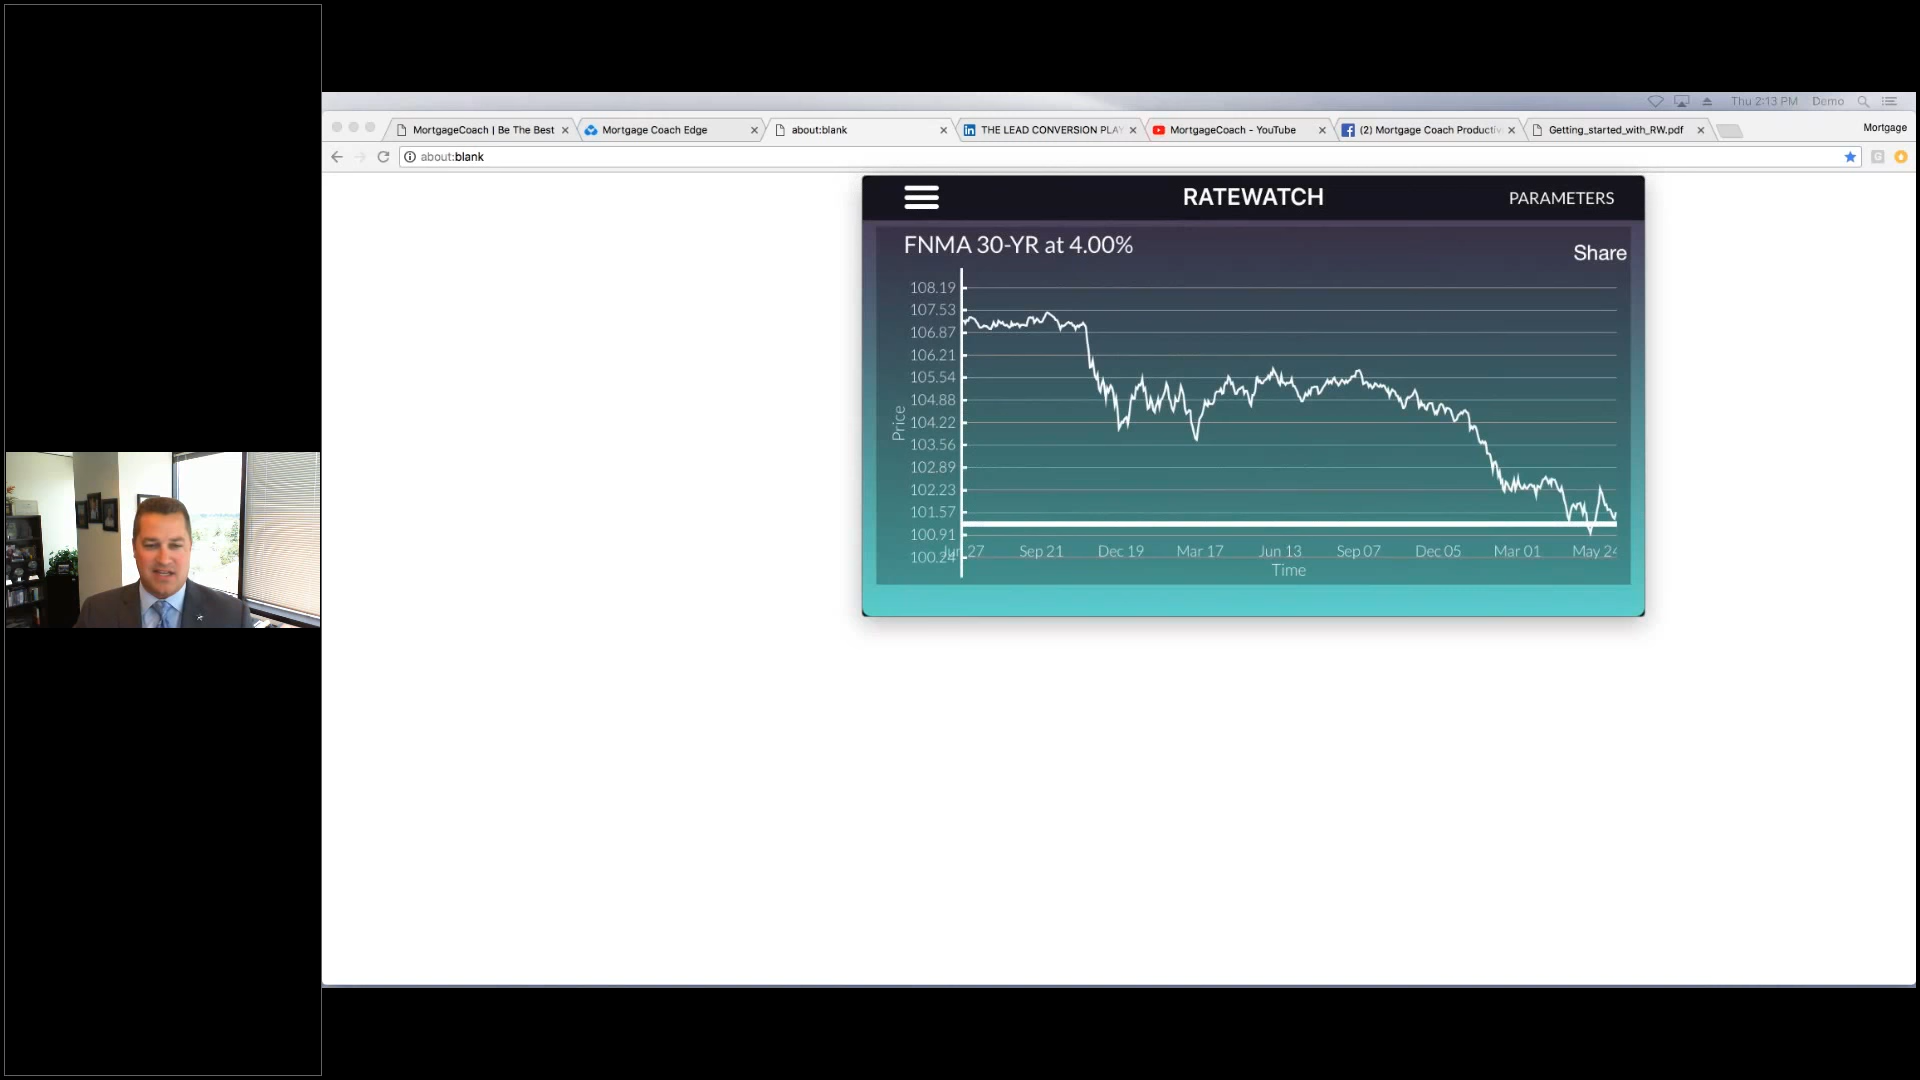 Thu 2:13 PM Demo
MortgageCoach | Be The Best
Mortgage Coach Edge
about:blank
THE LEAD CONVERSION PLA
MortgageCoach - YouTube
(2) Mortgage Coach Productiv
Getting_started_with_RW.pdf
Mortgage
about:blank
RATEWATCH
PARAMETERS
FNMA 30-YR at 4.00%
Share
108.19
107.53
106.87
106.21
105.54
104.88
104.22
103.56
102.89
102.23
101.57
100.91
100.24
Price
Jun 27 Sep 21 Dec 19 Mar 17 Jun 13 Sep 07 Dec 05 Mar 01 May 24
Time